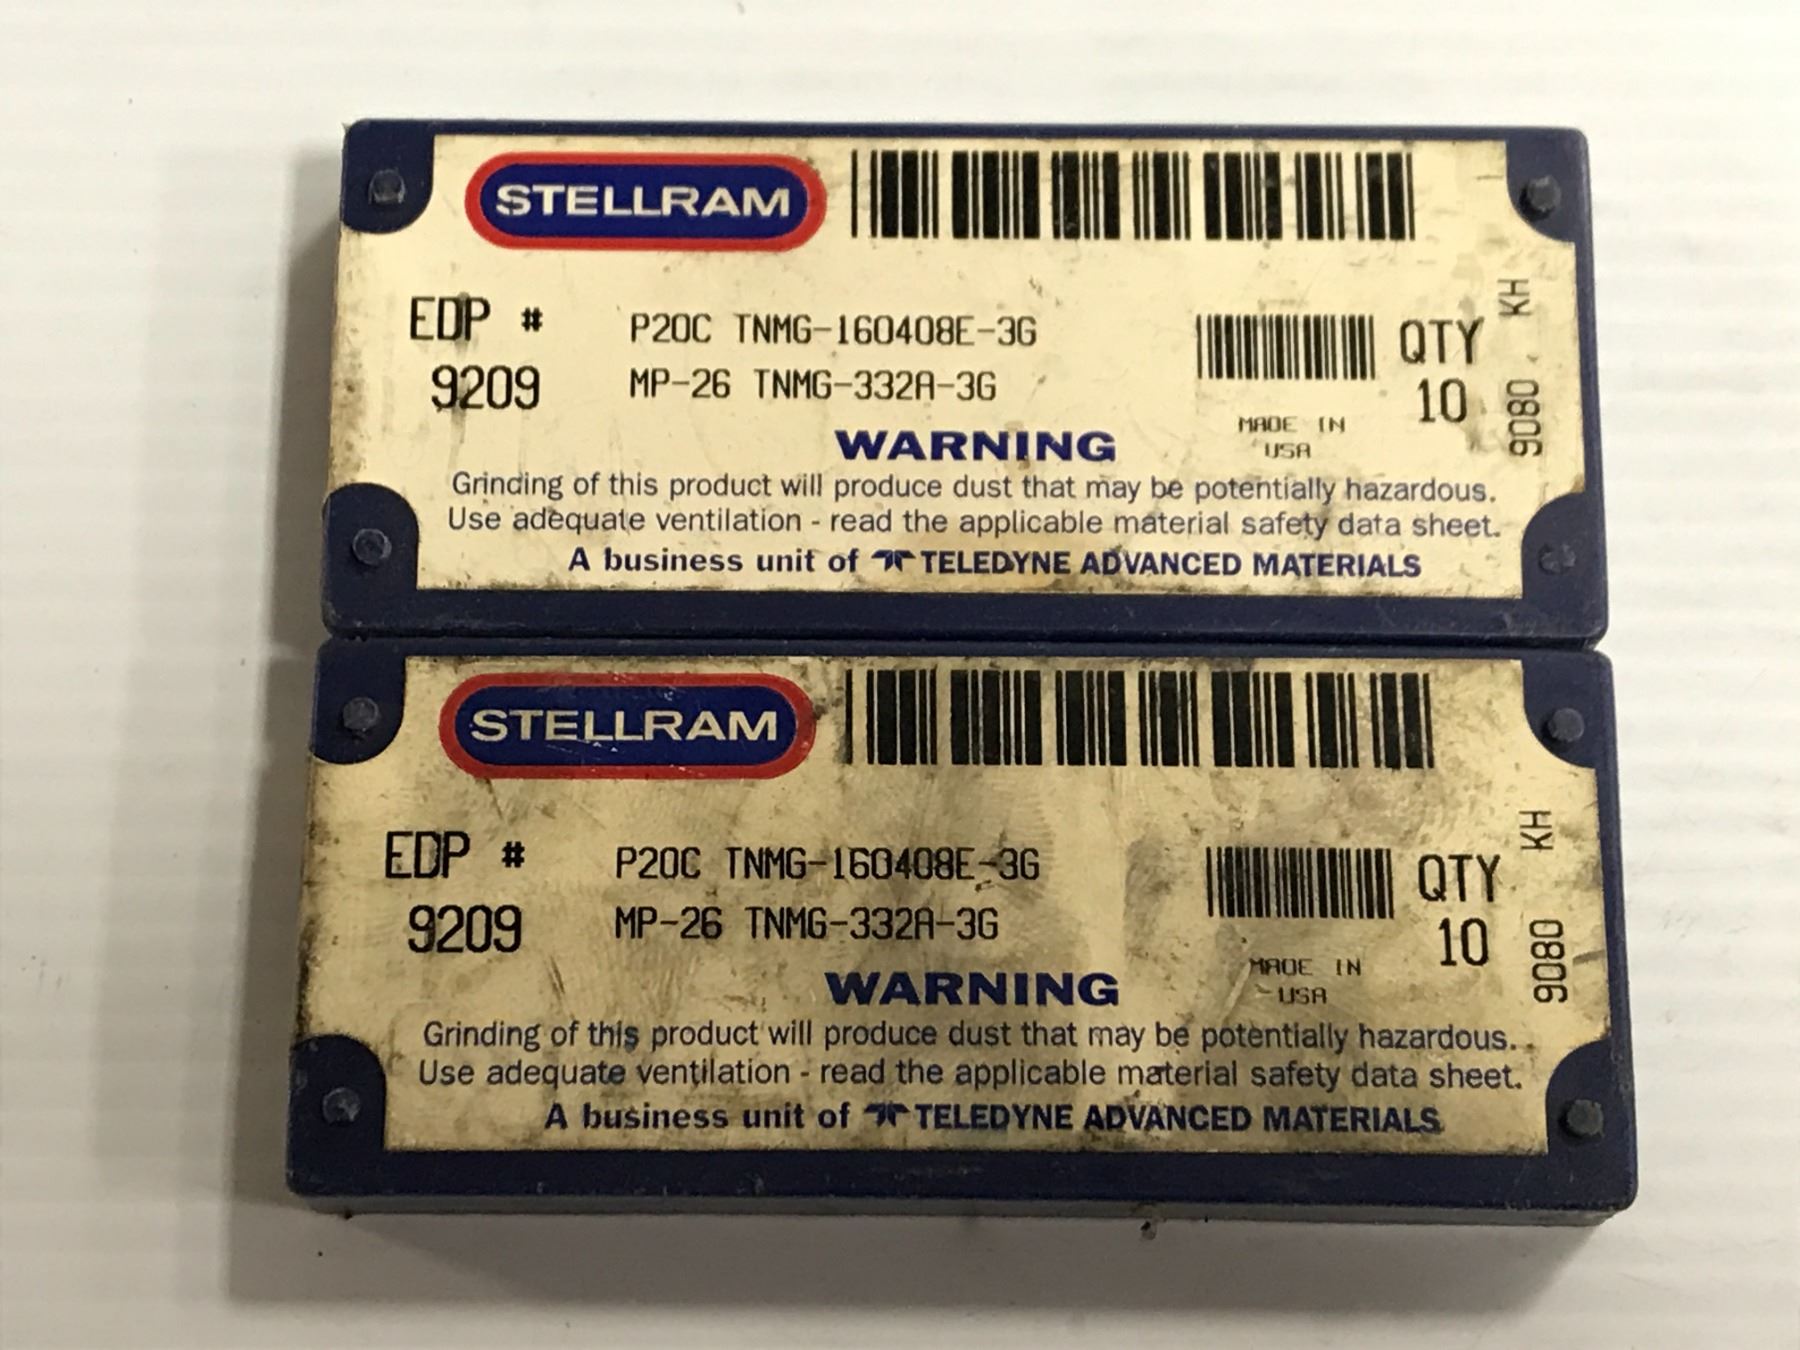 STELLRAM
EDP #
9209
P20C TNMG-160408E-3G
MP-26 TNMG-332A-3G
MADE IN
USA
QTY
10
9080 KH
WARNING
Grinding of this product will produce dust that may be potentially hazardous.
Use adequate ventilation - read the applicable material safety data sheet.
A business unit of TELEDYNE ADVANCED MATERIALS
STELLRAM
EDP #
9209
P20C TNMG-160408E-3G
MP-26 TNMG-332A-3G
MADE IN
USA
QTY
10
9080 KH
WARNING
Grinding of this product will produce dust that may be potentially hazardous.
Use adequate ventilation - read the applicable material safety data sheet.
A business unit of TELEDYNE ADVANCED MATERIALS